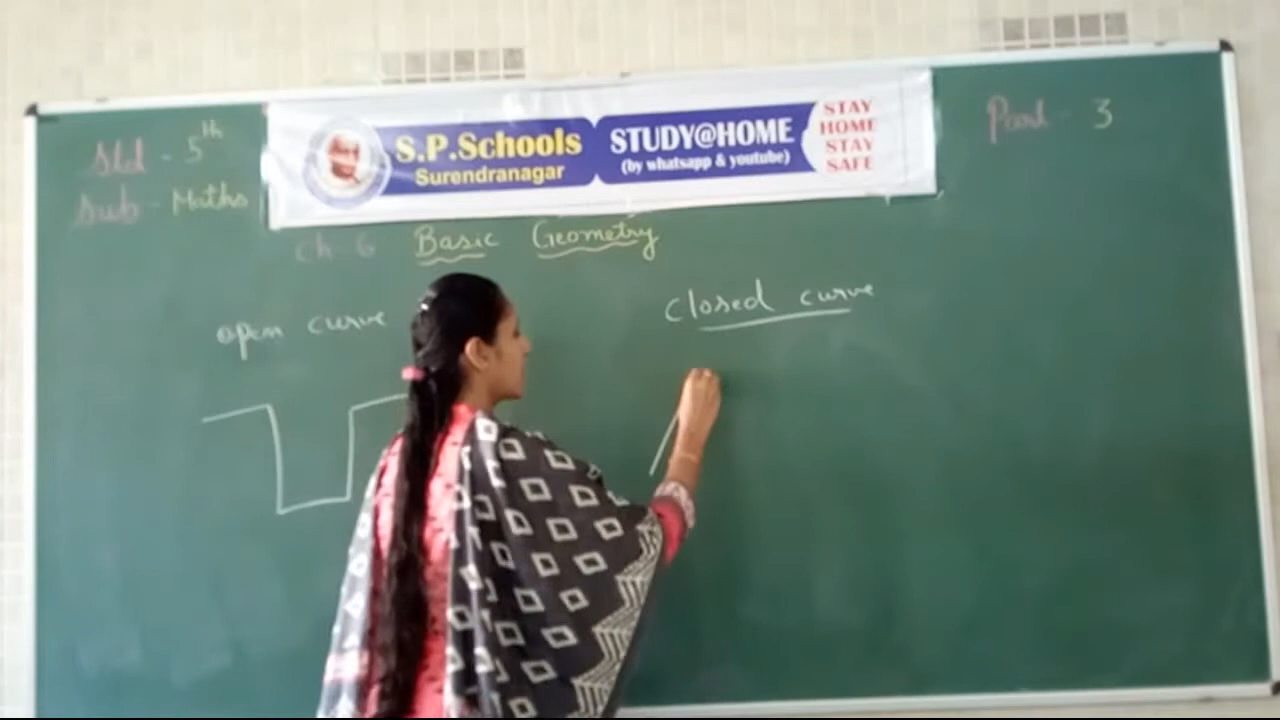 Std - 5th
Sub - Maths
S.P.Schools
Surendranagar
STUDY@HOME
(by whatsapp & youtube)
STAY
HOME
STAY
SAFE
Part - 3
Ch-6 Basic Geometry
open curve
closed curve